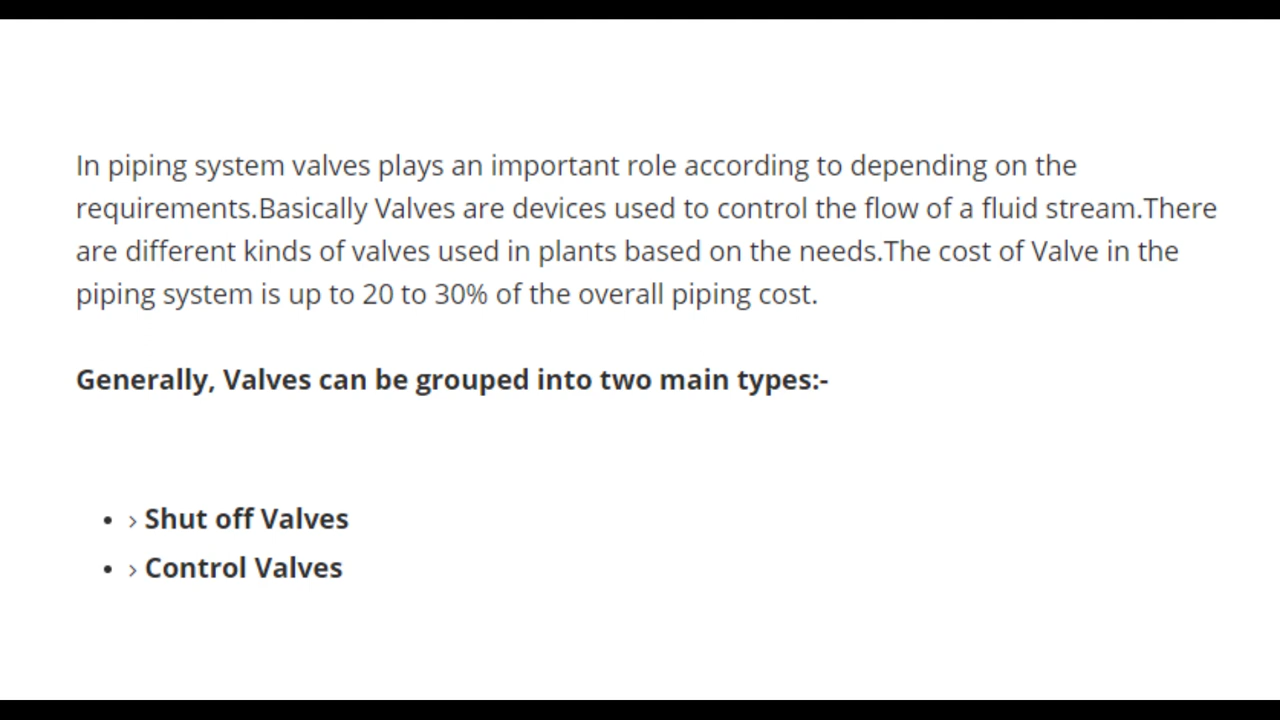 In piping system valves plays an important role according to depending on the
requirements.Basically Valves are devices used to control the flow of a fluid stream.There
are different kinds of valves used in plants based on the needs.The cost of Valve in the
piping system is up to 20 to 30% of the overall piping cost.
Generally, Valves can be grouped into two main types:-
• › Shut off Valves
• › Control Valves